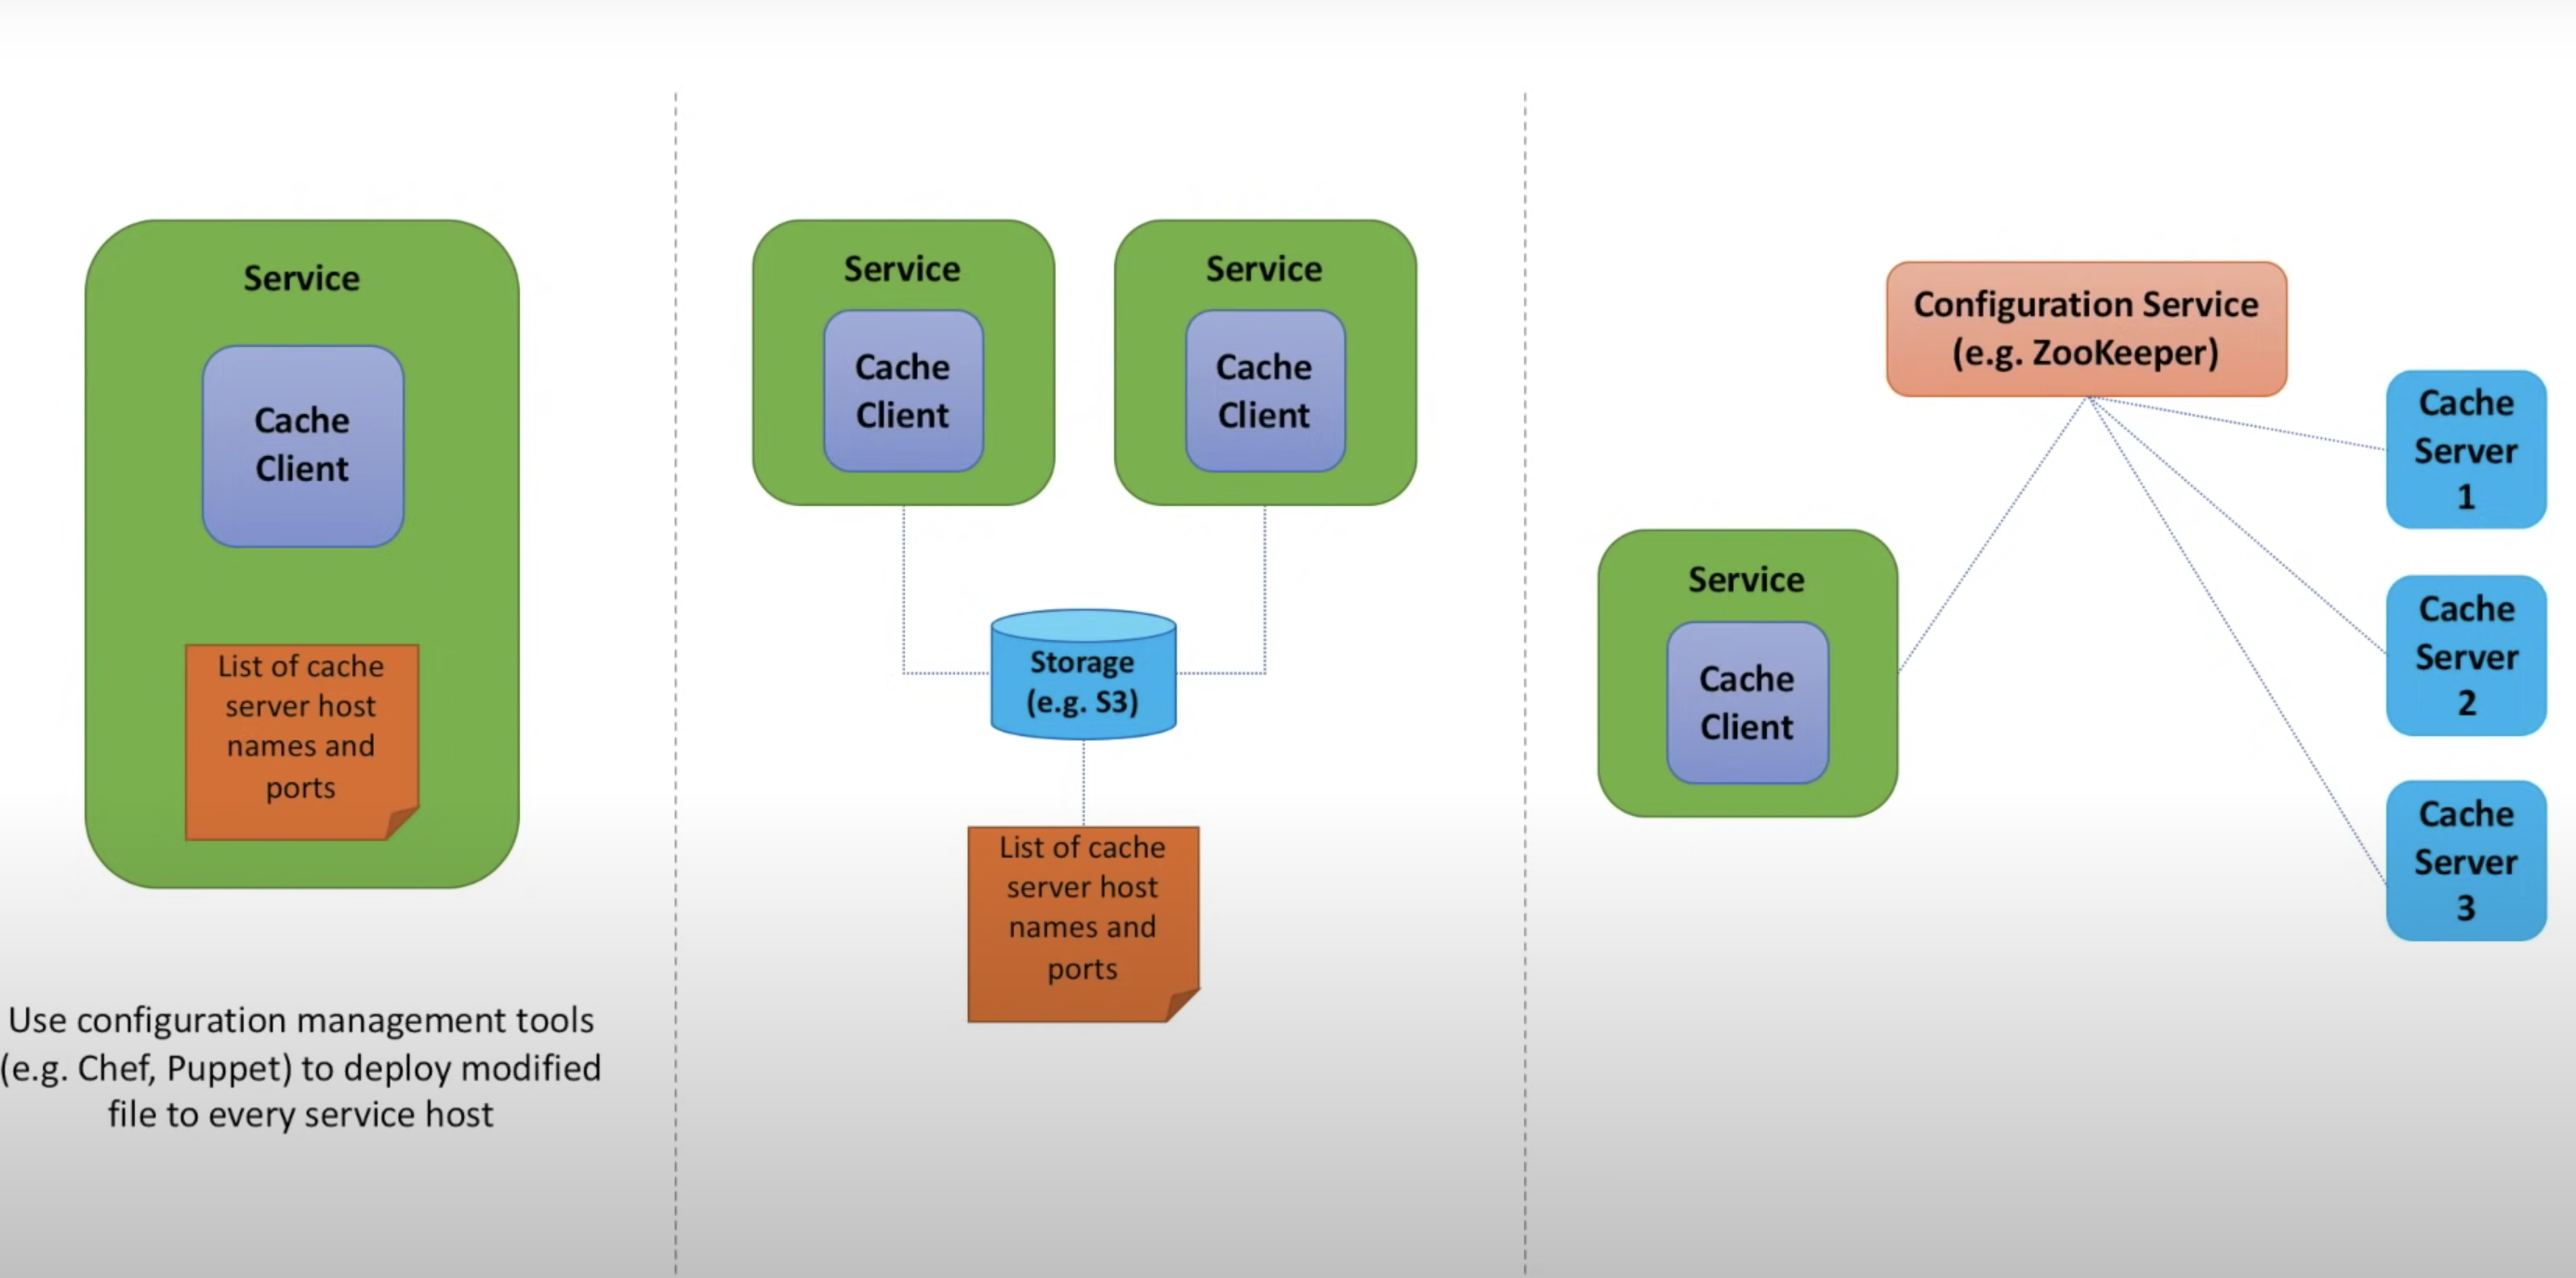 Service
Cache
Client
List of cache
server host
names and
ports
Use configuration management tools
(e.g. Chef, Puppet) to deploy modified
file to every service host
Service
Cache
Client
Service
Cache
Client
Storage
(e.g. S3)
List of cache
server host
names and
ports
Configuration Service
(e.g. ZooKeeper)
Service
Cache
Client
Cache
Server
1
Cache
Server
2
Cache
Server
3